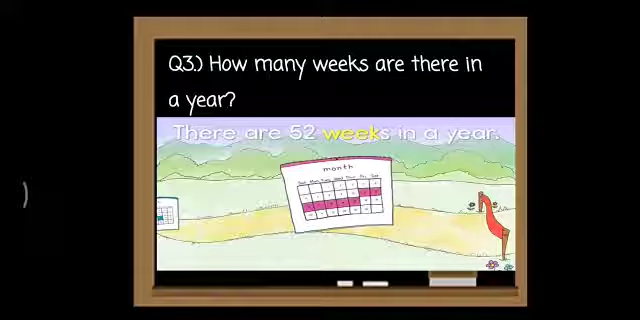 Q3.) How many weeks are there in
a year?
There are 52 weeks in a year.
month